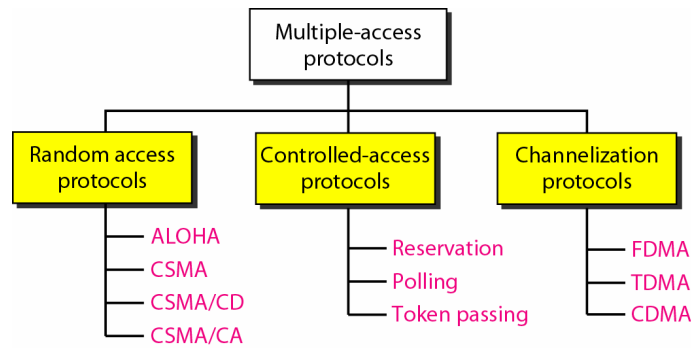 Multiple-access
protocols
Random access
protocols
Controlled-access
protocols
Channelization
protocols
ALOHA
CSMA
CSMA/CD
CSMA/CA
Reservation
Polling
Token passing
FDMA
TDMA
CDMA